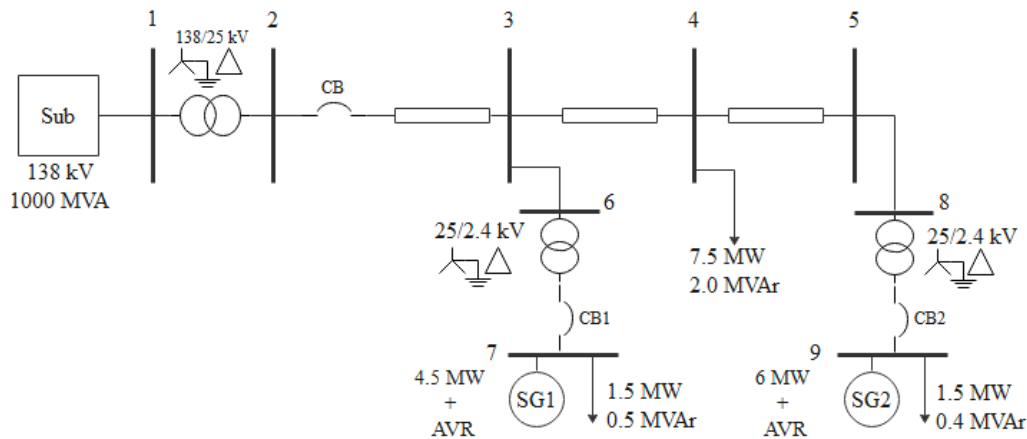 1
2
3
4
5
138/25 kV
CB
Sub
138 kV
1000 MVA
6
8
25/2.4 kV
7.5 MW
2.0 MVAr
25/2.4 kV
CB1
CB2
7
9
4.5 MW
+
AVR
SG1
1.5 MW
0.5 MVAr
6 MW
+
AVR
SG2
1.5 MW
0.4 MVAr